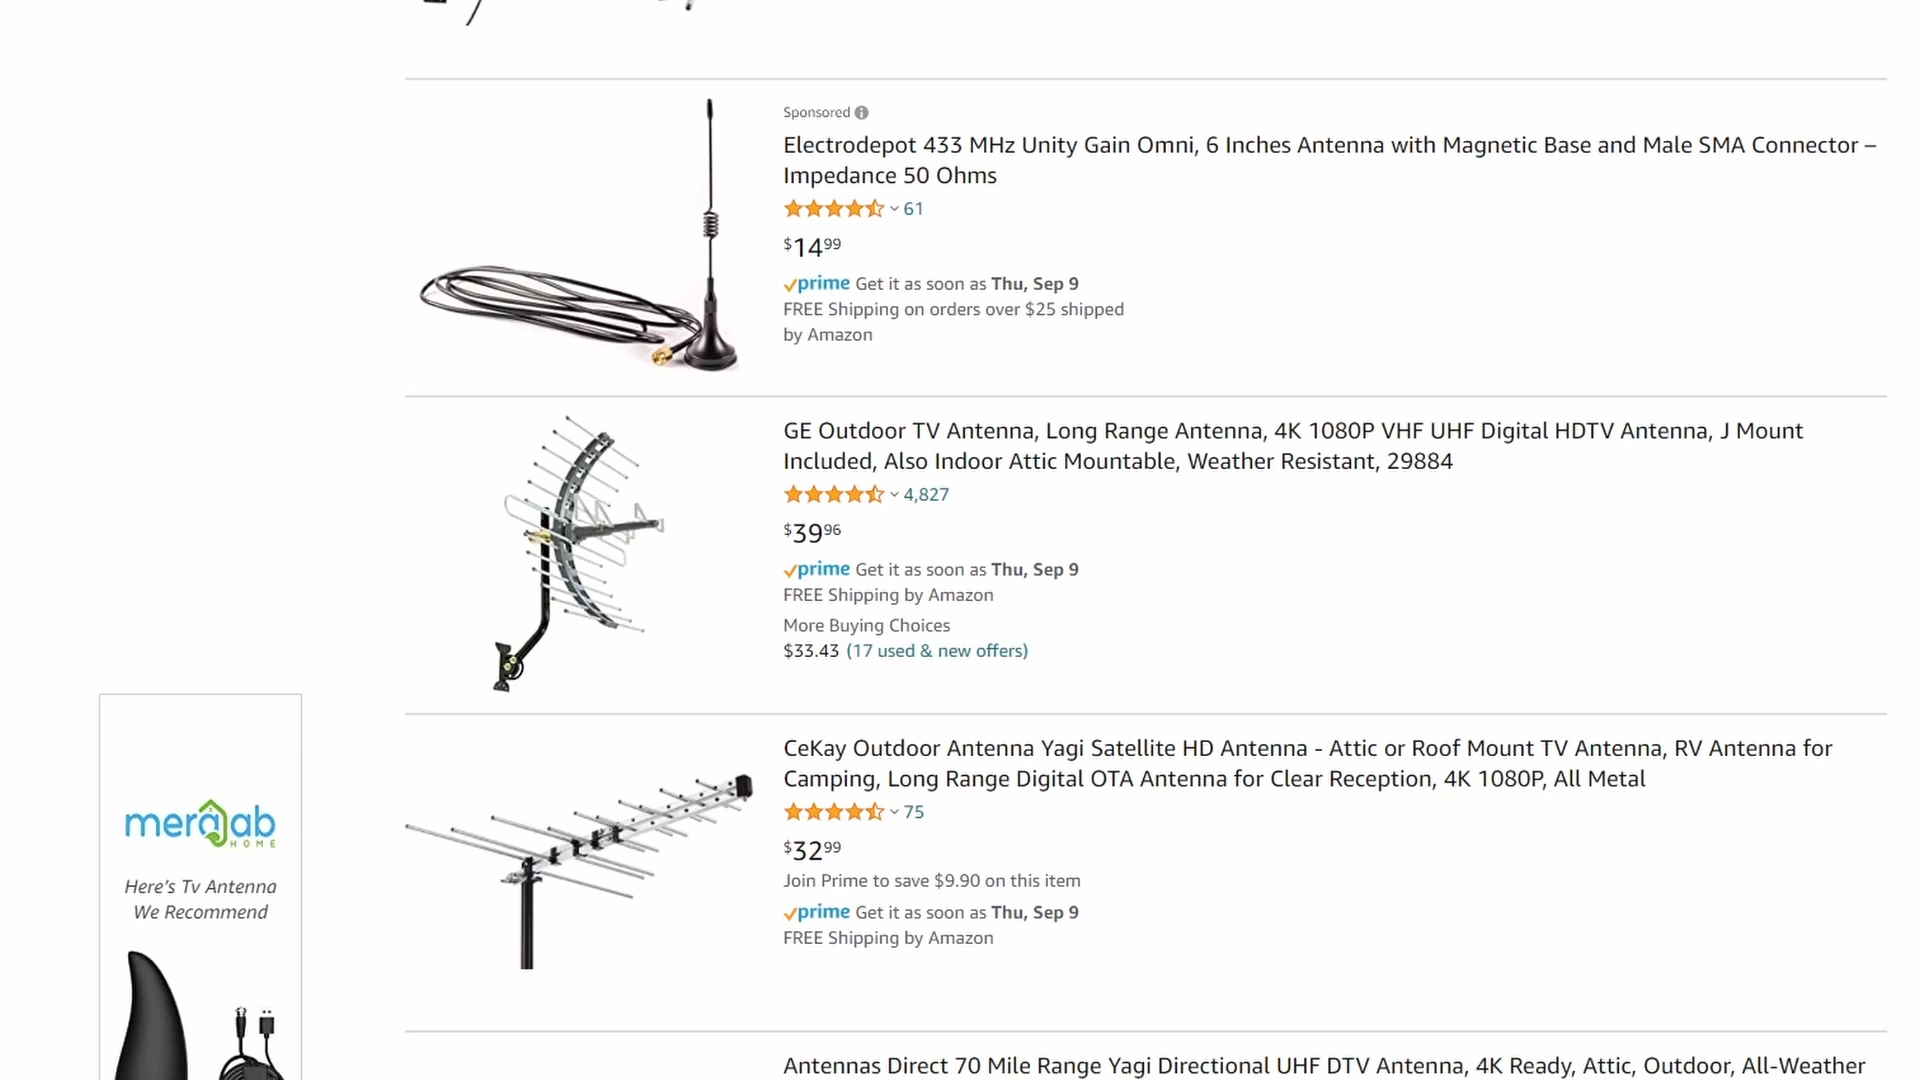 Sponsored
Electrodepot 433 MHz Unity Gain Omni, 6 Inches Antenna with Magnetic Base and Male SMA Connector –
Impedance 50 Ohms
61
$14.99
prime Get it as soon as Thu, Sep 9
FREE Shipping on orders over $25 shipped
by Amazon
GE Outdoor TV Antenna, Long Range Antenna, 4K 1080P VHF UHF Digital HDTV Antenna, J Mount
Included, Also Indoor Attic Mountable, Weather Resistant, 29884
4,827
$39.96
prime Get it as soon as Thu, Sep 9
FREE Shipping by Amazon
More Buying Choices
$33.43 (17 used & new offers)
CeKay Outdoor Antenna Yagi Satellite HD Antenna - Attic or Roof Mount TV Antenna, RV Antenna for
Camping, Long Range Digital OTA Antenna for Clear Reception, 4K 1080P, All Metal
75
$32.99
Join Prime to save $9.90 on this item
prime Get it as soon as Thu, Sep 9
FREE Shipping by Amazon
Antennas Direct 70 Mile Range Yagi Directional UHF DTV Antenna, 4K Ready, Attic, Outdoor, All-Weather
merajab
HOME
Here's Tv Antenna
We Recommend